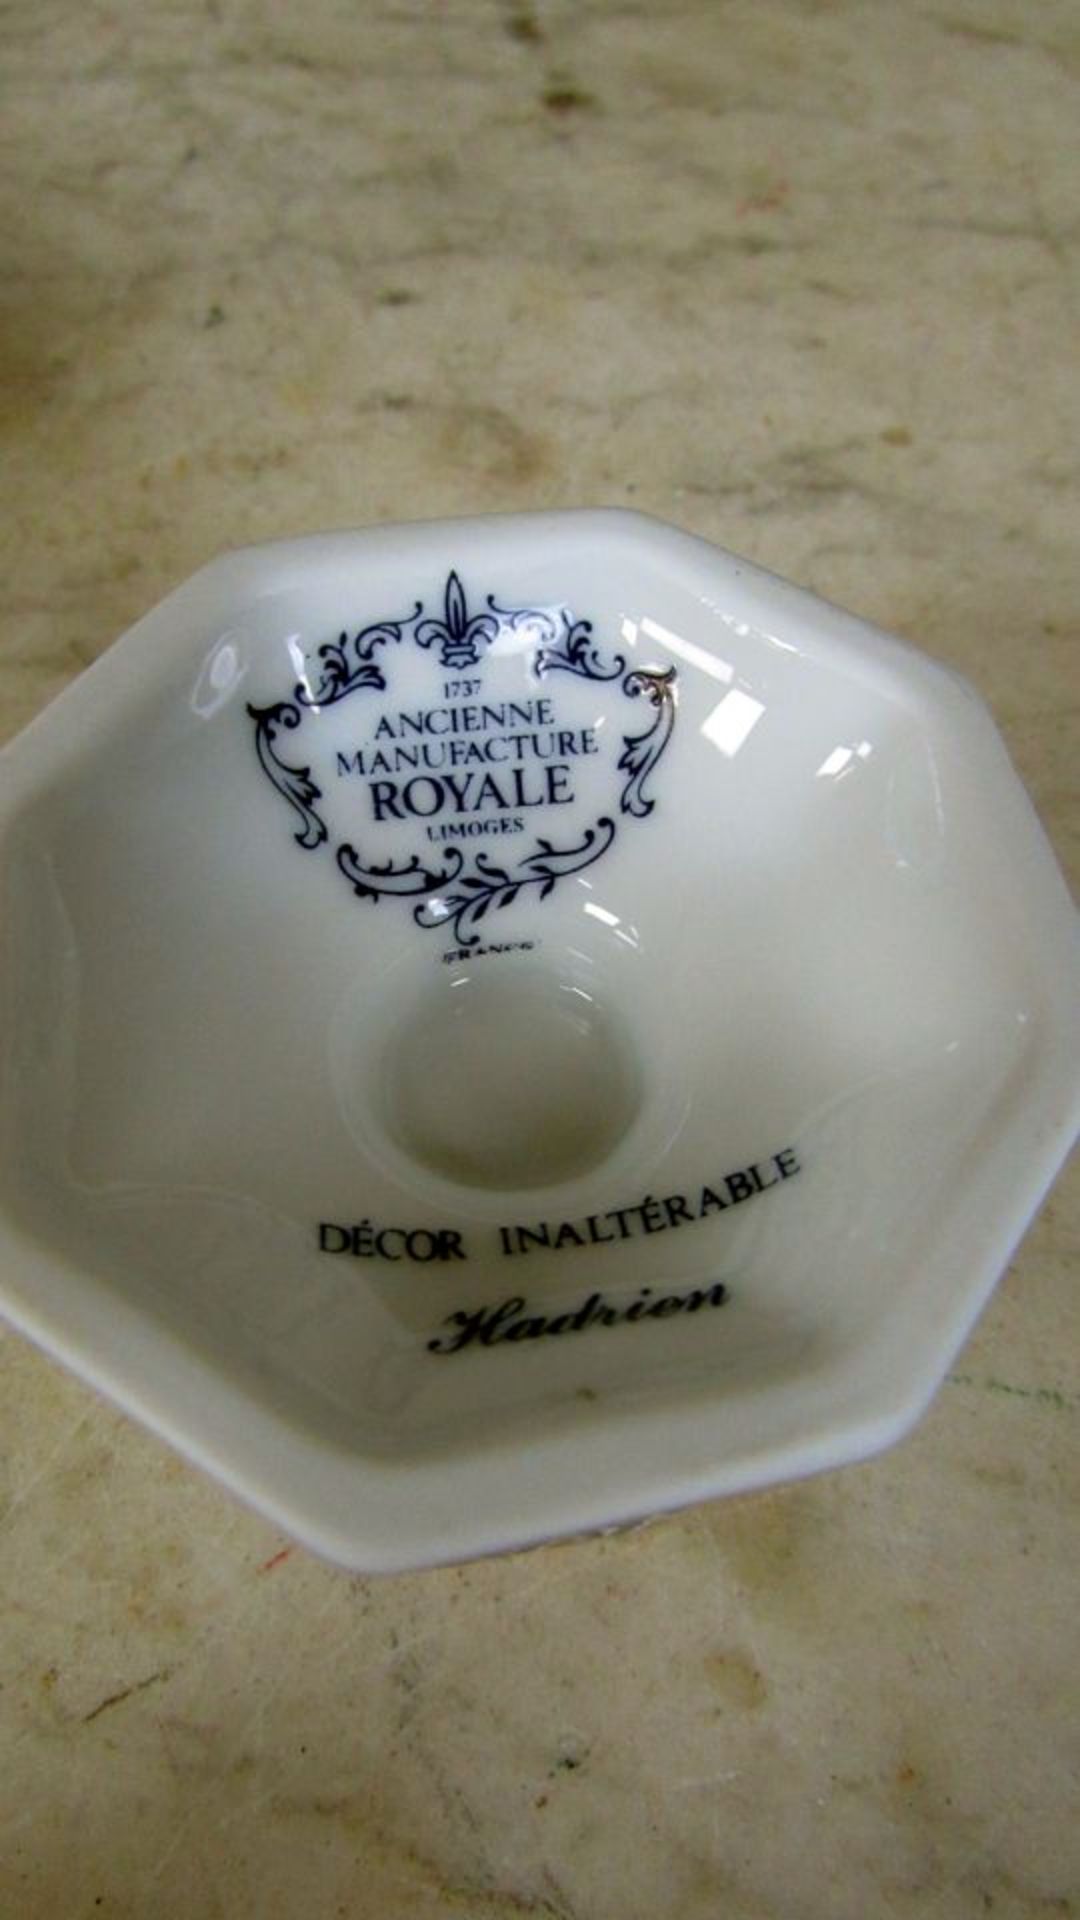 1737
ANCIENNE
MANUFACTURE
ROYALE
LIMOGES
FRANCE
DÉCOR INALTÉRABLE
Hadrien